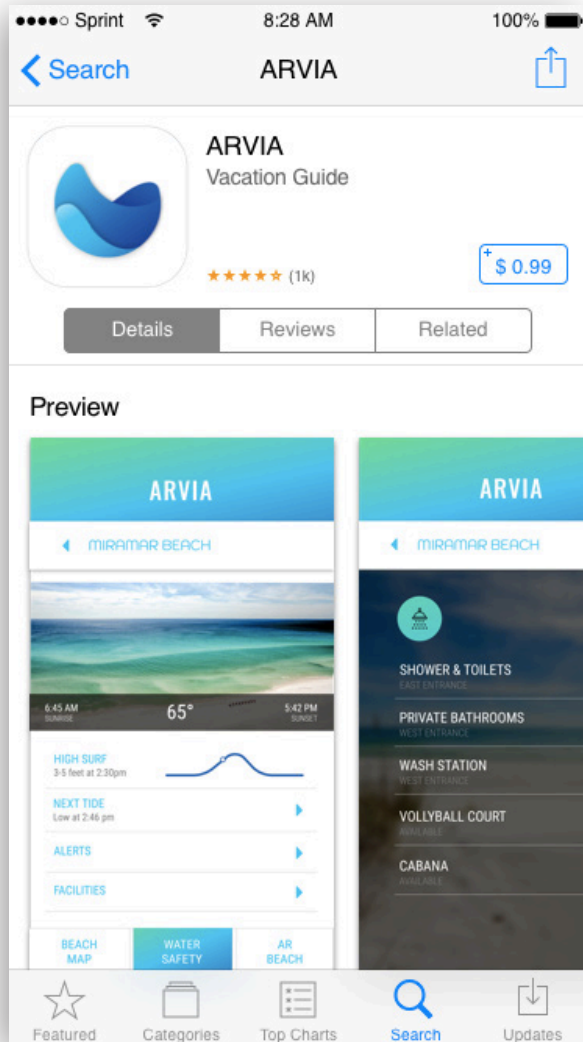 Sprint 8:28 AM 100%
Search ARVIA
ARVIA
Vacation Guide
(1k)
+ $ 0.99
Details Reviews Related
Preview
ARVIA
MIRAMAR BEACH
6:45 AM
SUNRISE
65°
5:42 PM
SUNSET
HIGH SURF
3-5 feet at 2:30pm
NEXT TIDE
Low at 2:46 pm
ALERTS
FACILITIES
BEACH
MAP
WATER
SAFETY
AR
BEACH
ARVIA
MIRAMAR BEACH
SHOWER & TOILETS
EAST ENTRANCE
PRIVATE BATHROOMS
WEST ENTRANCE
WASH STATION
WEST ENTRANCE
VOLLYBALL COURT
AVAILABLE
CABANA
AVAILABLE
Featured Categories Top Charts Search Updates